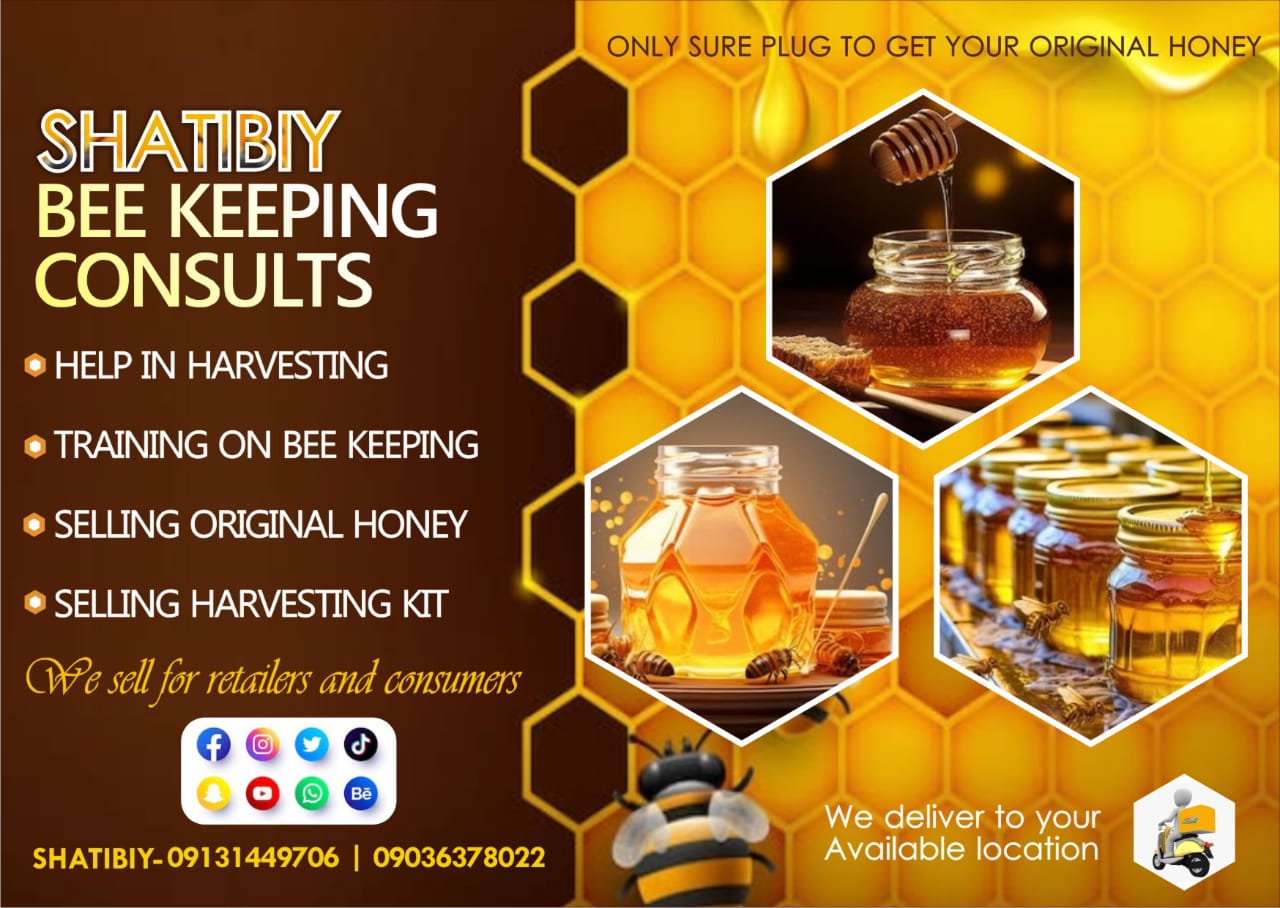 ONLY SURE PLUG TO GET YOUR ORIGINAL HONEY
SHATIBIY
BEE KEEPING
CONSULTS
HELP IN HARVESTING
TRAINING ON BEE KEEPING
SELLING ORIGINAL HONEY
SELLING HARVESTING KIT
We sell for retailers and consumers
Bē
SHATIBIY-09131449706 | 09036378022
We deliver to your
Available location